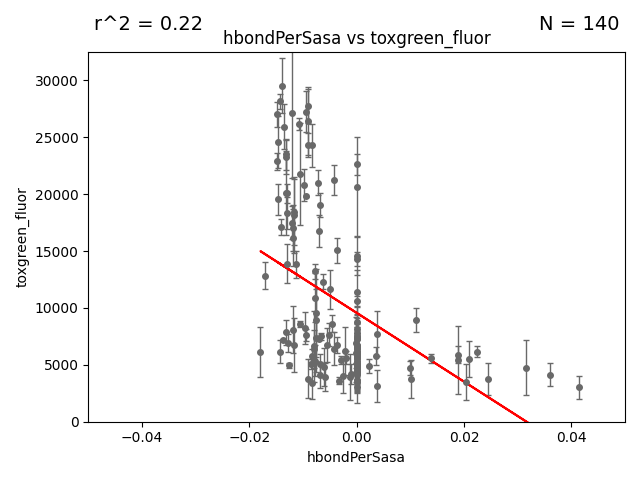 r^2 = 0.22
N = 140
hbondPerSasa vs toxgreen_fluor
30000
25000
20000
15000
10000
5000
0
toxgreen_fluor
−0.04
−0.02
0.00
0.02
0.04
hbondPerSasa